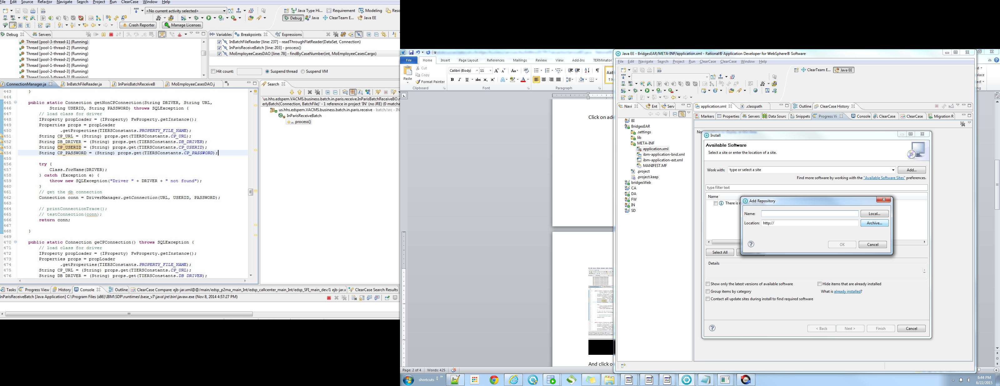 File Edit Source Refactor Navigate Search Project Run ClearCase Window Help
<No current activity selected>
Java Type Hi... Requirement Modeling Resc
Debug Java ClearTeam E... Java EE
Crash Reporter Manage Licenses
Debug Servers
Thread [pool-3-thread-1] (Running)
Thread [pool-1-thread-2] (Running)
Thread [pool-2-thread-2] (Running)
Thread [pool-3-thread-2] (Running)
Thread [pool-1-thread-3] (Running)
Thread [pool-2-thread-3] (Running)
Thread [pool-3-thread-3] (Running)
Variables Breakpoints Expressions
InBatchFileReader [line: 237] - readThroughFlatReader(DataSet, Connection)
InParisReceiveBatch [line: 203] - process()
MoEmployeeCasesDAO [line: 78] - findByCaseNumber(int, MoEmployeeCasesCargo)
Hit count: Suspend thread Suspend VM
ConnectionManager.ja InBatchFileReader.ja InParisBatchReceiveB MoEmployeeCasesDAO.j »9
443 }
444
445 public static Connection getNonCPConnection(String DRIVER, String URL,
446 String USERID, String PASSWORD) throws SQLException {
447 // load class for driver
448 IProperty propLoader = (IProperty) FwProperty.getInstance();
449 Properties props = propLoader
450 .getProperties(TIERSConstants.PROPERTY_FILE_NAME);
451 String CP_URL = (String) props.get(TIERSConstants.CP_URL);
452 String DB_DRIVER = (String) props.get(TIERSConstants.DB_DRIVER);
453 String CP_USERID = (String) props.get(TIERSConstants.CP_USERID);
454 String CP_PASSWORD = (String) props.get(TIERSConstants.CP_PASSWORD);
455
456 try {
457 Class.forName(DRIVER);
458 } catch (Exception e) {
459 throw new SQLException("Driver " + DRIVER + " not found");
460 }
461 // get the db connection
462 Connection conn = DriverManager.getConnection(URL, USERID, PASSWORD);
463
464 // printConnectionTrace();
465 // testConnection(conn);
466 return conn;
467
468 }
469
470 public static Connection geCPConnection() throws SQLException {
471 // load class for driver
472 IProperty propLoader = (IProperty) FwProperty.getInstance();
473 Properties props = propLoader
474 .getProperties(TIERSConstants.PROPERTY_FILE_NAME);
475 String CP_URL = (String) props.get(TIERSConstants.CP_URL);
476 String DB_DRIVER = (String) props.get(TIERSConstants.DB_DRIVER);
Search
'us.hhs.edspem.VACMS.business.batch.in.paris.receive.InParisReceiveBO.r
erlyBatch(Connection, BatchFile)' - 1 reference in project 'IN' (no JRE) (0 matche
us.hhs.edspem.VACMS.business.batch.in.paris.receive - batch/src - IN
InParisReceiveBatch
process()
Tasks Progress View History Console Outline ClearCase Compare: ejb-jar.xml@@/main/edsp_p2ma_main_Int/edsp_callcenter_main_Int/edsp_SFI_main_dev/1 ejb-jar.x ClearCase Search Results
InParisReceiveBatch [Java Application] C:\Program Files (x86)\IBM\SDP\runtimes\base_v7\java\jre\bin\javaw.exe (Nov 8, 2014 4:57:27 PM)
File Home Insert Page Layout References Mailings Review View Add-Ins TERMinator
Paste
Cut
Copy
Format Painter
Calibri (Body) 11
Clipboard Font Paragraph
Click on ad
And click o
Page: 2 of 4 Words: 425
Java EE - BridgesEAR/META-INF/application.xml - Rational® Application Developer for WebSphere® Software
File Edit Navigate Search Project Run ClearCase ClearCase Window Help
ClearTeam E... Java EE
Navi Ent Serv
BI
BridgesEAR
.settings
lib
META-INF
application.xml
ibm-application-bnd.xml
ibm-application-ext.xml
MANIFEST.MF
.project
.project.keep
bridgesWeb
CA
DA
FW
IN
SD
application.xml .classpath
Outline ClearCase History
Markers Properties Servers Data Sourc Snippets Progress Vi Console ClearCase ClearCase Migration R
Install
Available Software
Select a site or enter the location of a site.
Work with: type or select a site Add...
Find more software by working with the "Available Software Sites" preferences.
type filter text
Name
There is
Add Repository
Name: Local...
Location: http:// Archive...
OK Cancel
Select All
Details
Show only the latest versions of available software Hide items that are already installed
Group items by category What is already installed?
Contact all update sites during install to find required software
< Back Next > Finish Cancel
shortcuts
6:44 PM
6/22/2015